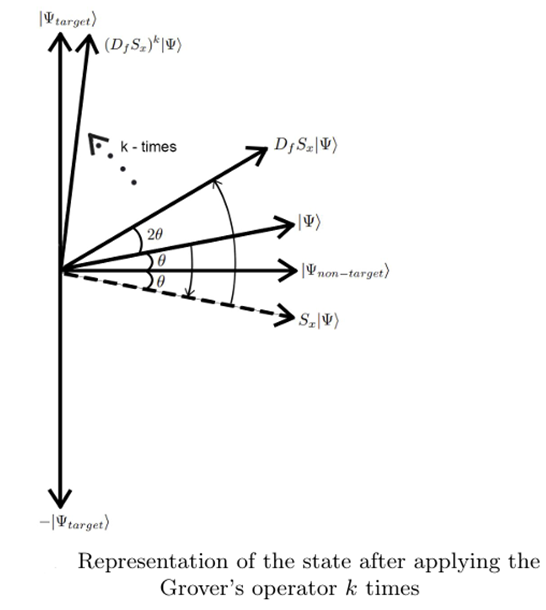 |Ψ_target⟩
(D_f S_x)^k|Ψ⟩
k - times
D_f S_x|Ψ⟩
2θ
|Ψ⟩
θ
|Ψ_non−target⟩
θ
S_x|Ψ⟩
−|Ψ_target⟩
Representation of the state after applying the
Grover's operator k times